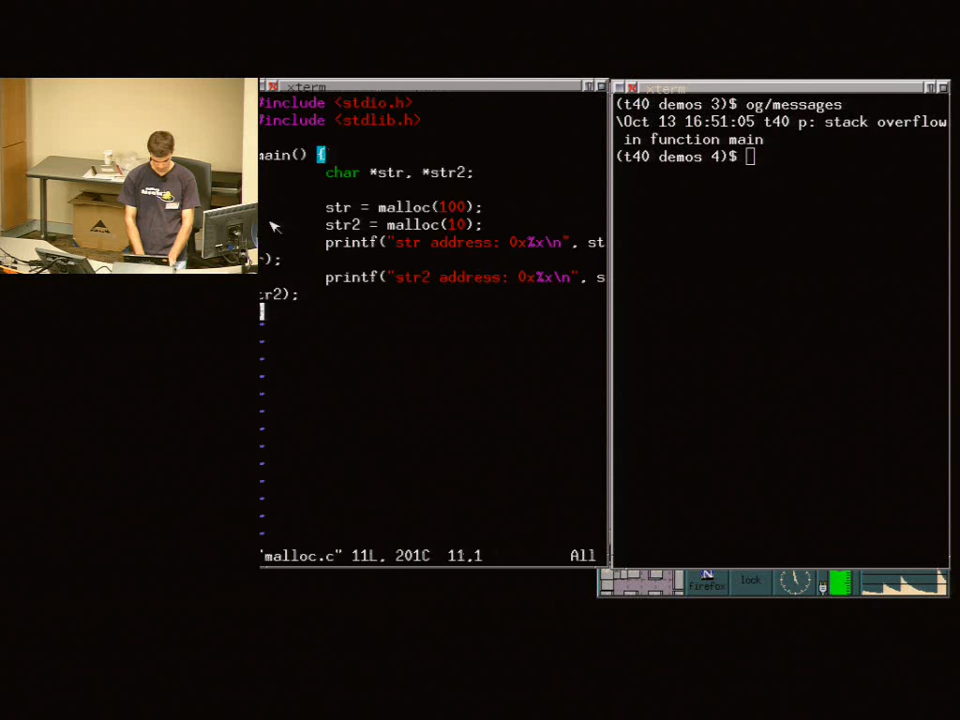 xterm
#include <stdio.h>
#include <stdlib.h>
main() {
char *str, *str2;
str = malloc(100);
str2 = malloc(10);
printf("str address: 0x%x\n", st
r);
printf("str2 address: 0x%x\n", s
tr2);
}
~
~
~
~
~
~
~
~
~
~
~
~
~
"malloc.c" 11L, 201C 11,1 All
xterm
(t40 demos 3)$ og/messages
\Oct 13 16:51:05 t40 p: stack overflow
in function main
(t40 demos 4)$
firefox
lock